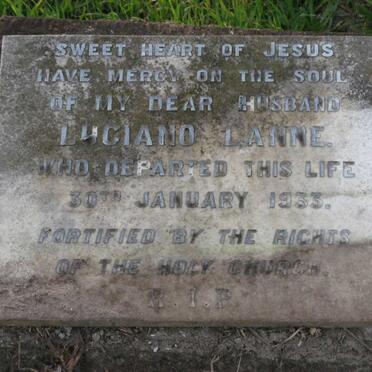 SWEET HEART OF JESUS
HAVE MERCY ON THE SOUL
OF MY DEAR HUSBAND
LUCIANO LANNE.
WHO DEPARTED THIS LIFE
30TH JANUARY 1933.
FORTIFIED BY THE RIGHTS
OF THE HOLY CHURCH.
R.I.P